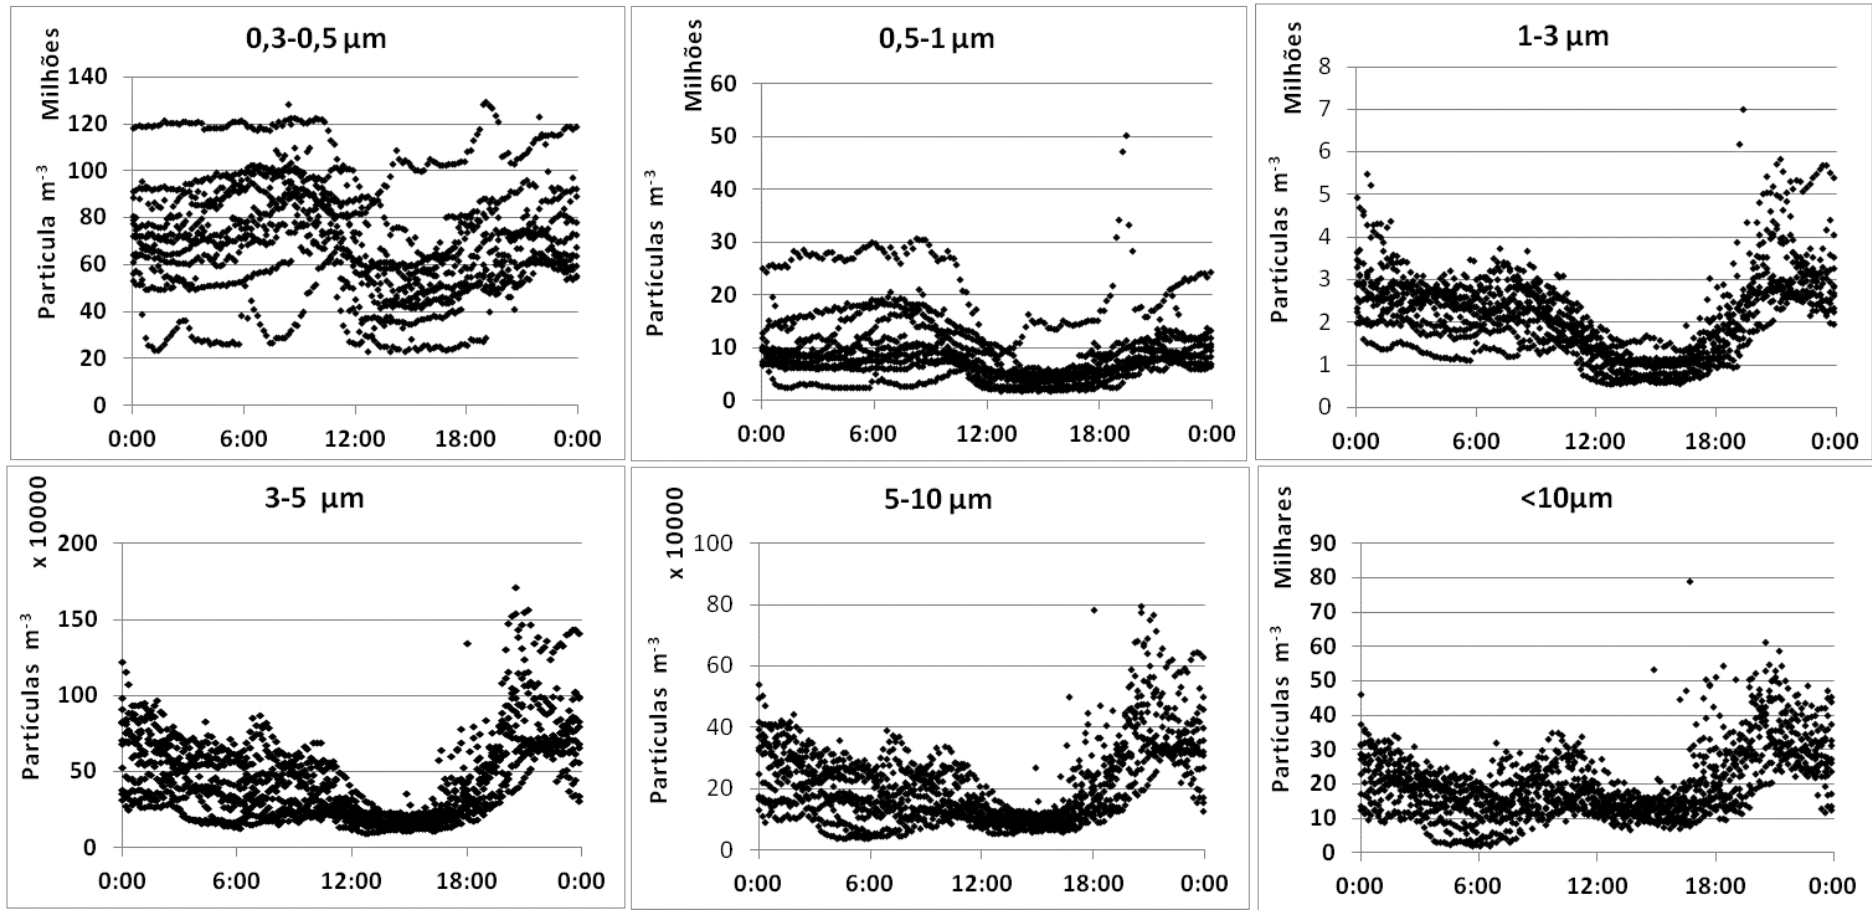 0,3-0,5 µm
Partícula m-3 Milhões
140
120
100
80
60
40
20
0
0:00 6:00 12:00 18:00 0:00
0,5-1 µm
Partículas m-3 Milhões
60
50
40
30
20
10
0
0:00 6:00 12:00 18:00 0:00
1-3 µm
Partículas m-3 Milhões
8
7
6
5
4
3
2
1
0
0:00 6:00 12:00 18:00 0:00
3-5 µm
Partículas m-3 x 10000
200
150
100
50
0
0:00 6:00 12:00 18:00 0:00
5-10 µm
Partículas m-3 x 10000
100
80
60
40
20
0
0:00 6:00 12:00 18:00 0:00
<10µm
Partículas m-3 Milhares
90
80
70
60
50
40
30
20
10
0
0:00 6:00 12:00 18:00 0:00